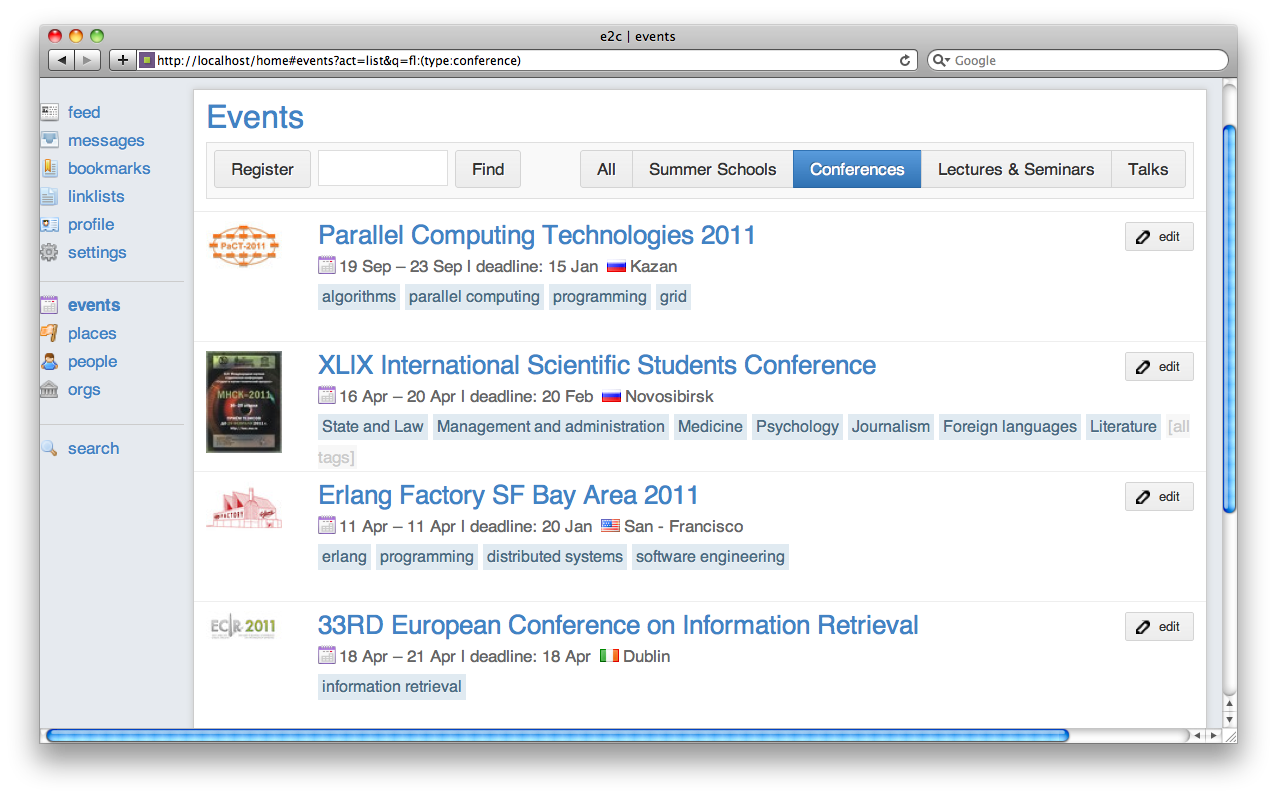 e2c | events
http://localhost/home#events?act=list&q=fl:(type:conference)
Google
feed
messages
bookmarks
linklists
profile
settings
events
places
people
orgs
search
Events
Register Find All Summer Schools Conferences Lectures & Seminars Talks
PaCT-2011
Parallel Computing Technologies 2011
edit
19 Sep – 23 Sep | deadline: 15 Jan Kazan
algorithms parallel computing programming grid
МНСК-2011
XLIX International Scientific Students Conference
edit
16 Apr – 20 Apr | deadline: 20 Feb Novosibirsk
State and Law Management and administration Medicine Psychology Journalism Foreign languages Literature [all
tags]
FACTORY
Erlang Factory SF Bay Area 2011
edit
11 Apr – 11 Apr | deadline: 20 Jan San - Francisco
erlang programming distributed systems software engineering
ECIR 2011
33RD European Conference on Information Retrieval
edit
18 Apr – 21 Apr | deadline: 18 Apr Dublin
information retrieval